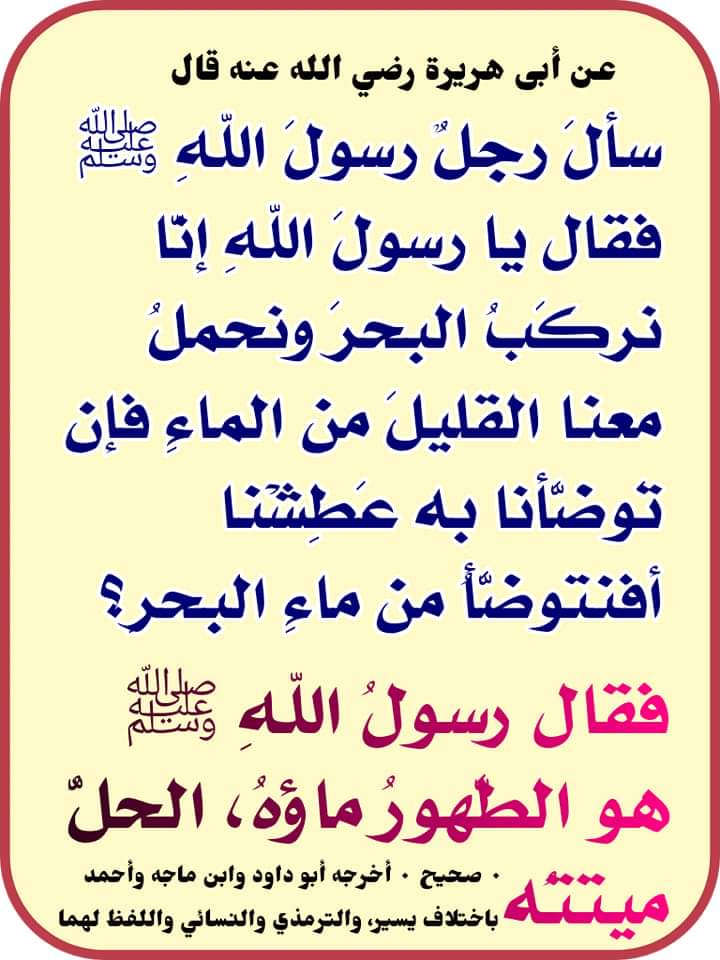 عن أبى هريرة رضي الله عنه قال
سألَ رجلٌ رسولَ اللَّهِ ﷺ
فقال يا رسولَ اللَّهِ إنّا
نركَبُ البحرَ ونحملُ
معنا القليلَ من الماءِ فإن
توضَّأنا به عَطِشْنا
أفنتوضَّأُ من ماءِ البحرِ؟
فقال رسولُ اللَّهِ ﷺ
هو الطَّهورُ ماؤهُ، الحلُّ
ميتتُه
• صحيح • أخرجه أبو داود وابن ماجه وأحمد
باختلاف يسير، والترمذي والنسائي واللفظ لهما